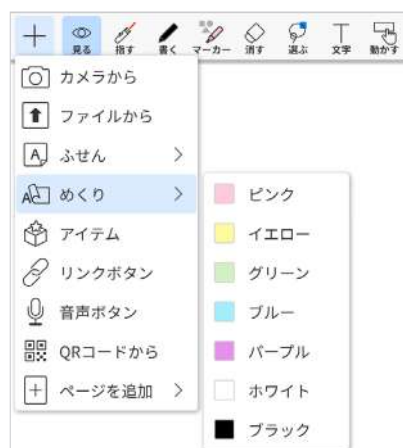 見る 指す 書く マーカー 消す 選ぶ 文字 動かす
カメラから
ファイルから
ふせん
めくり
アイテム
リンクボタン
音声ボタン
QRコードから
ページを追加
ピンク
イエロー
グリーン
ブルー
パープル
ホワイト
ブラック